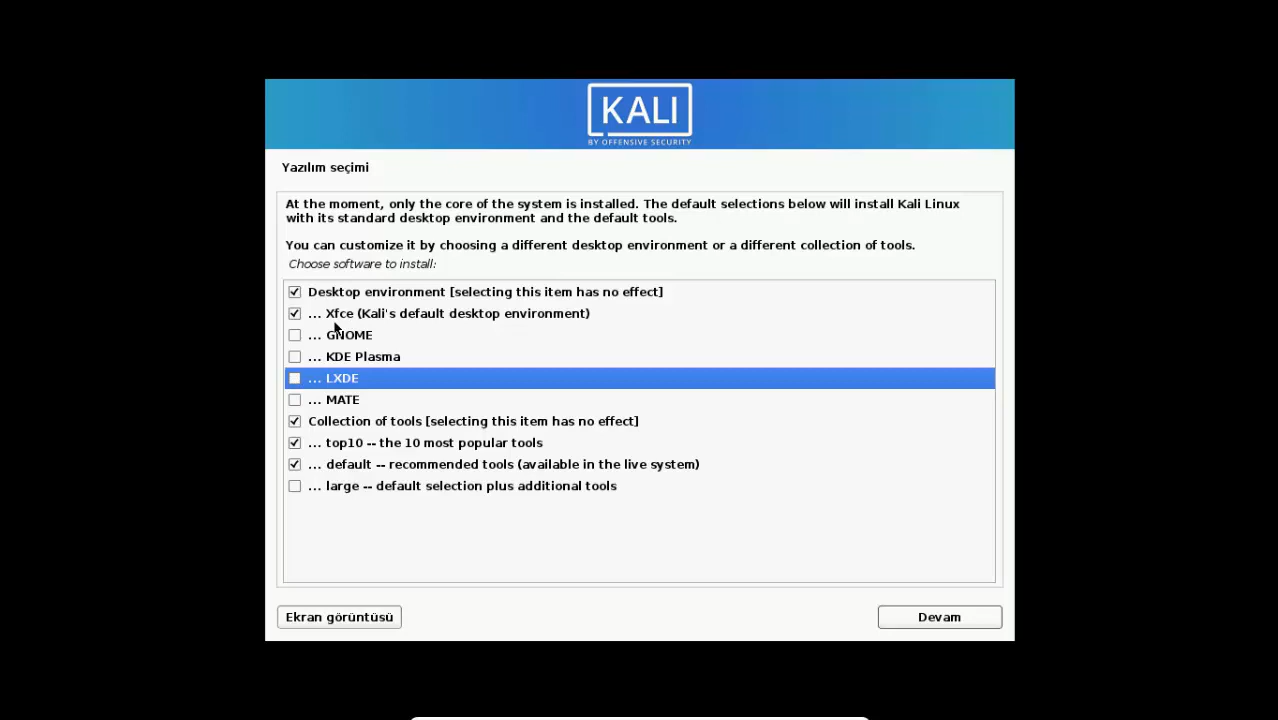 KALI
BY OFFENSIVE SECURITY
Yazılım seçimi
At the moment, only the core of the system is installed. The default selections below will install Kali Linux
with its standard desktop environment and the default tools.
You can customize it by choosing a different desktop environment or a different collection of tools.
Choose software to install:
Desktop environment [selecting this item has no effect]
... Xfce (Kali's default desktop environment)
... GNOME
... KDE Plasma
... LXDE
... MATE
Collection of tools [selecting this item has no effect]
... top10 -- the 10 most popular tools
... default -- recommended tools (available in the live system)
... large -- default selection plus additional tools
Ekran görüntüsü
Devam